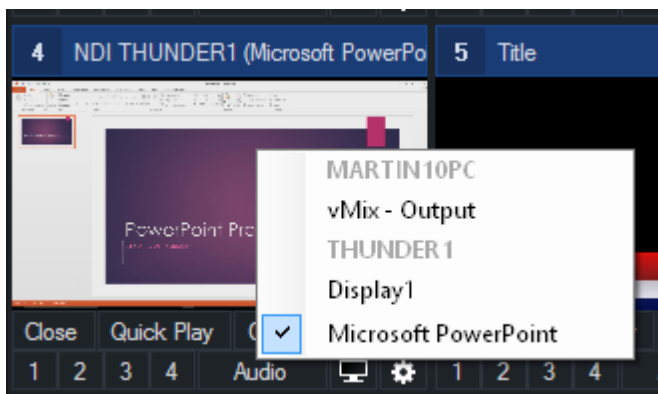 4 NDI THUNDER1 (Microsoft PowerPo
5 Title
MARTIN10PC
vMix - Output
THUNDER1
Display1
Microsoft PowerPoint
PowerPoint Pre
Close Quick Play
1 2 3 4 Audio 1 2 3 4